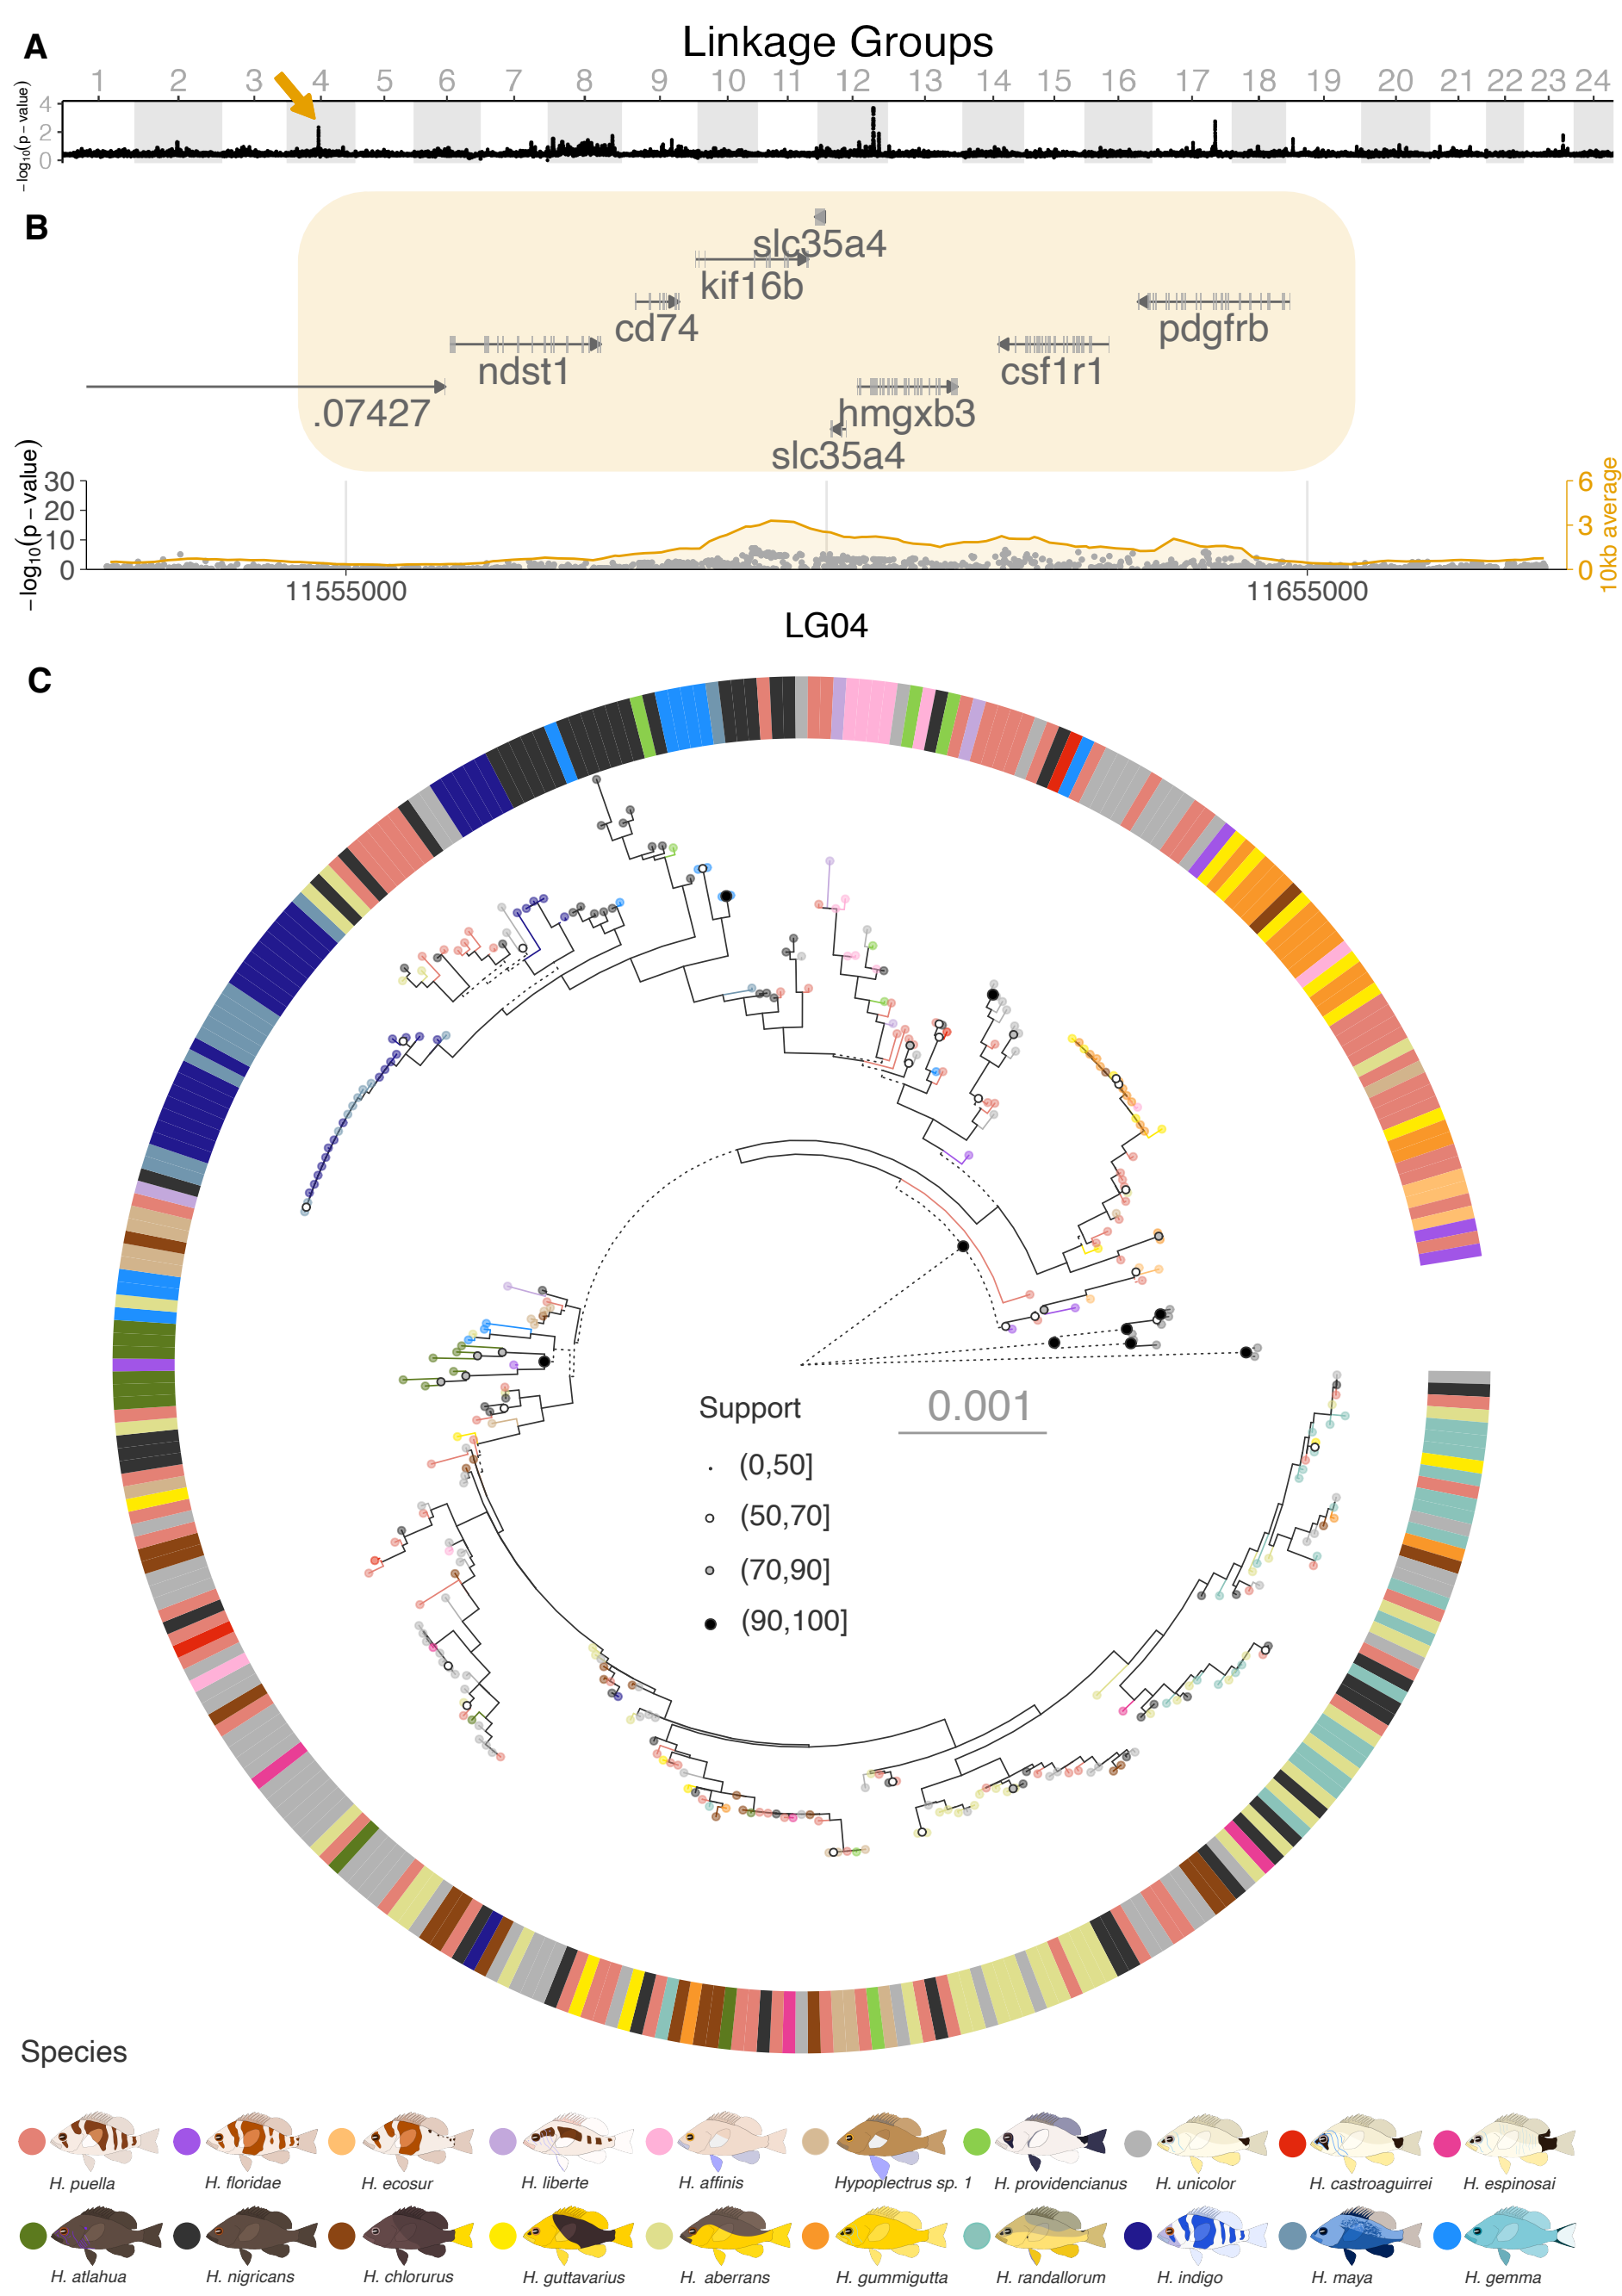 A
Linkage Groups
1 2 3 4 5 6 7 8 9 10 11 12 13 14 15 16 17 18 19 20 21 22 23 24
−log10(p − value)
4
2
0
B
slc35a4
kif16b
cd74
pdgfrb
ndst1
csf1r1
.07427
hmgxb3
slc35a4
−log10(p − value)
30
20
10
0
6
3
0
10kb average
11555000
11655000
LG04
C
Support
0.001
(0,50]
(50,70]
(70,90]
(90,100]
Species
H. puella
H. floridae
H. ecosur
H. liberte
H. affinis
Hypoplectrus sp. 1
H. providencianus
H. unicolor
H. castroaguirrei
H. espinosai
H. atlahua
H. nigricans
H. chlorurus
H. guttavarius
H. aberrans
H. gummigutta
H. randallorum
H. indigo
H. maya
H. gemma